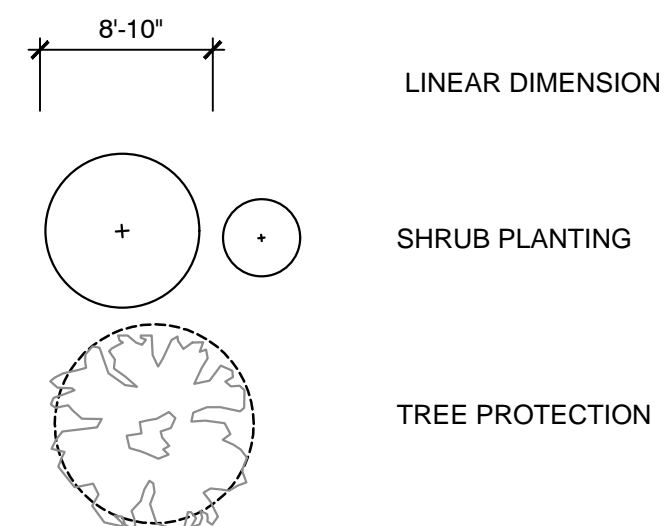 8'-10"
LINEAR DIMENSION
SHRUB PLANTING
TREE PROTECTION